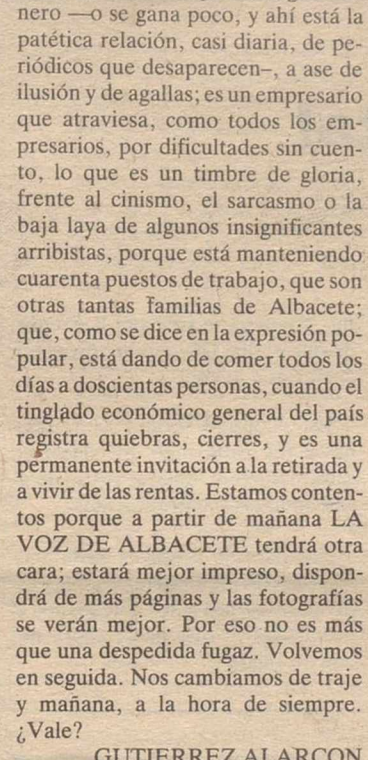 nero —o se gana poco, y ahí está la
patética relación, casi diaria, de pe-
riódicos que desaparecen–, a ase de
ilusión y de agallas; es un empresario
que atraviesa, como todos los em-
presarios, por dificultades sin cuen-
to, lo que es un timbre de gloria,
frente al cinismo, el sarcasmo o la
baja laya de algunos insignificantes
arribistas, porque está manteniendo
cuarenta puestos de trabajo, que son
otras tantas familias de Albacete;
que, como se dice en la expresión po-
pular, está dando de comer todos los
días a doscientas personas, cuando el
tinglado económico general del país
registra quiebras, cierres, y es una
permanente invitación a la retirada y
a vivir de las rentas. Estamos conten-
tos porque a partir de mañana LA
VOZ DE ALBACETE tendrá otra
cara; estará mejor impreso, dispon-
drá de más páginas y las fotografías
se verán mejor. Por eso no es más
que una despedida fugaz. Volvemos
en seguida. Nos cambiamos de traje
y mañana, a la hora de siempre.
¿Vale?
GUTIERREZ ALARCON